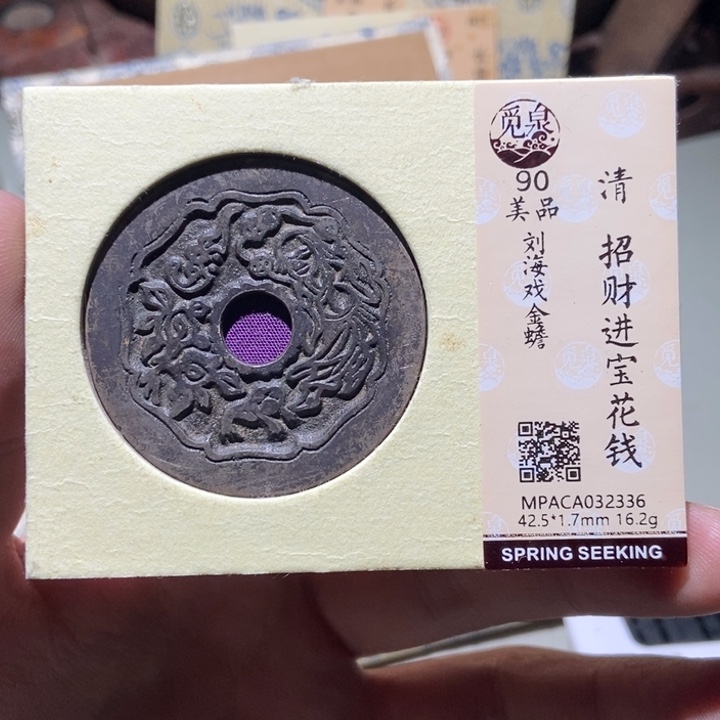 觅泉
90
美品
刘海戏金蟾
清 招财进宝花钱
MPACA032336
42.5*1.7mm 16.2g
SPRING SEEKING